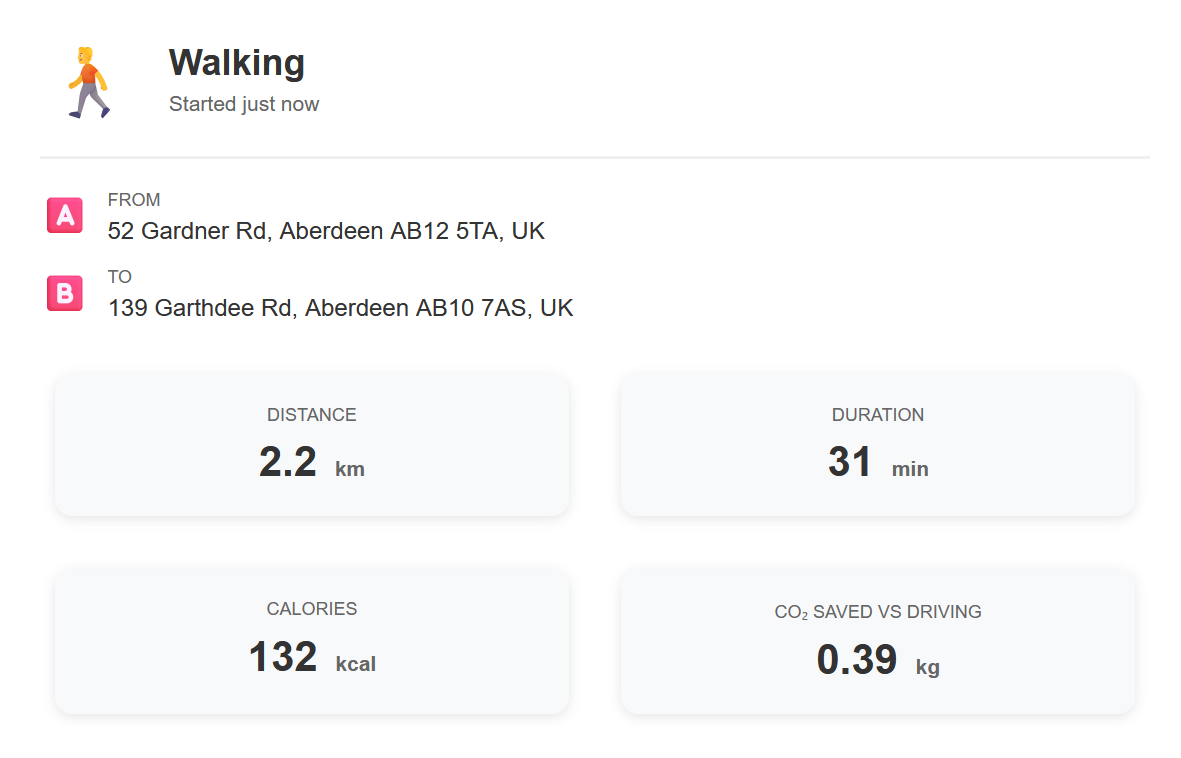 Walking
Started just now
A
FROM
52 Gardner Rd, Aberdeen AB12 5TA, UK
B
TO
139 Garthdee Rd, Aberdeen AB10 7AS, UK
DISTANCE
2.2 km
DURATION
31 min
CALORIES
132 kcal
CO₂ SAVED VS DRIVING
0.39 kg